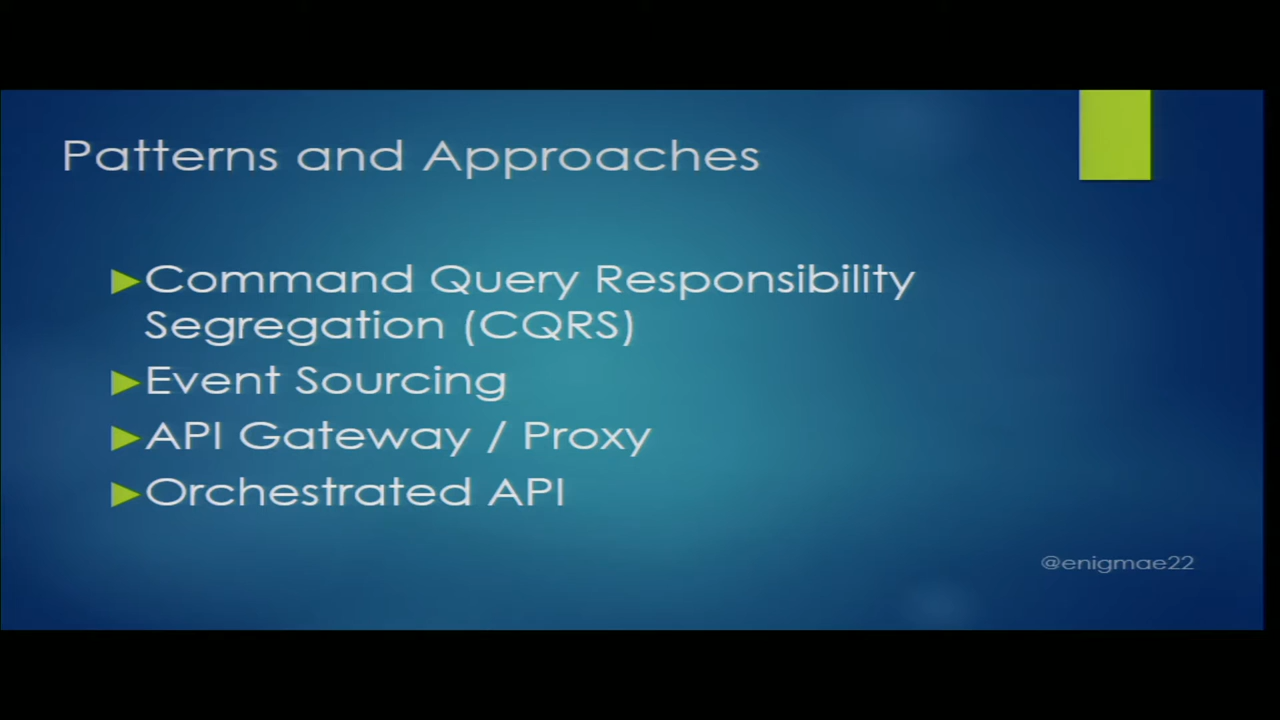 Patterns and Approaches
Command Query Responsibility
Segregation (CQRS)
Event Sourcing
API Gateway / Proxy
Orchestrated API
@enigmae22